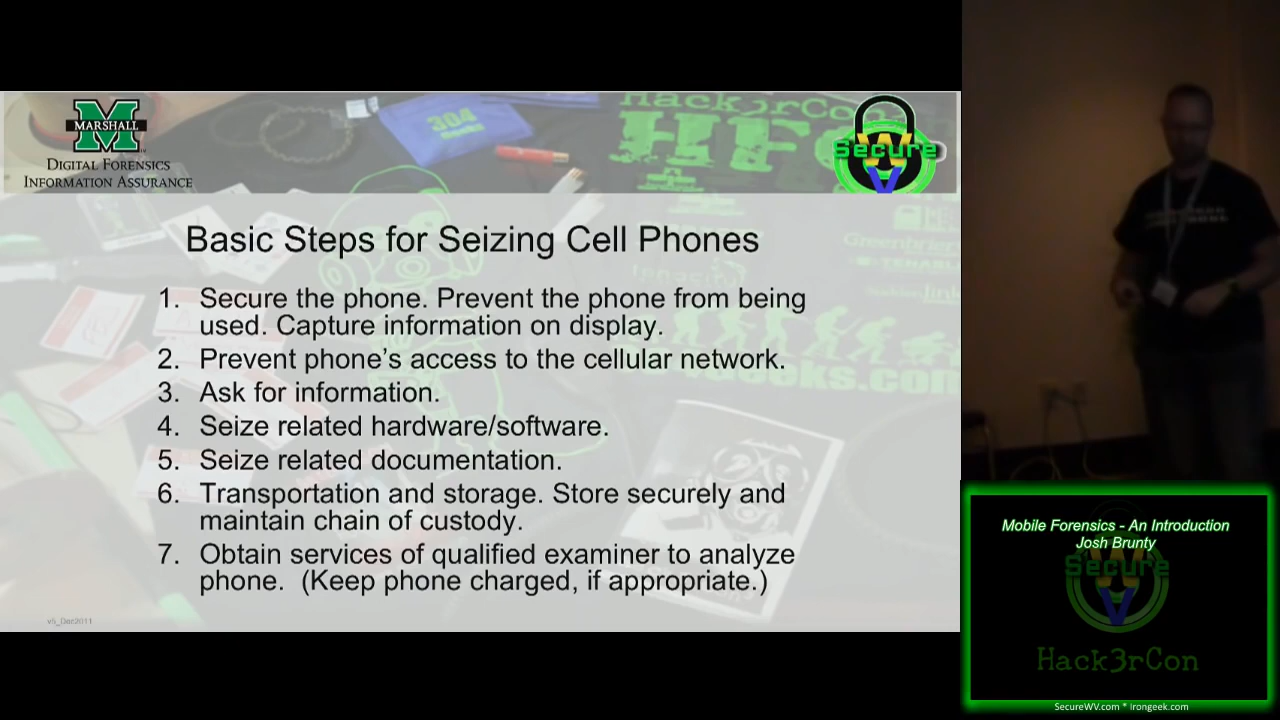 MARSHALL
DIGITAL FORENSICS
INFORMATION ASSURANCE
304
Hack3rCon
HF
Secure
W
V
Greenbrier
Basic Steps for Seizing Cell Phones
1. Secure the phone. Prevent the phone from being
used. Capture information on display.
2. Prevent phone's access to the cellular network.
3. Ask for information.
4. Seize related hardware/software.
5. Seize related documentation.
6. Transportation and storage. Store securely and
maintain chain of custody.
7. Obtain services of qualified examiner to analyze
phone. (Keep phone charged, if appropriate.)
Mobile Forensics - An Introduction
Josh Brunty
Secure
W
V
Hack3rCon
SecureWV.com * Irongeek.com